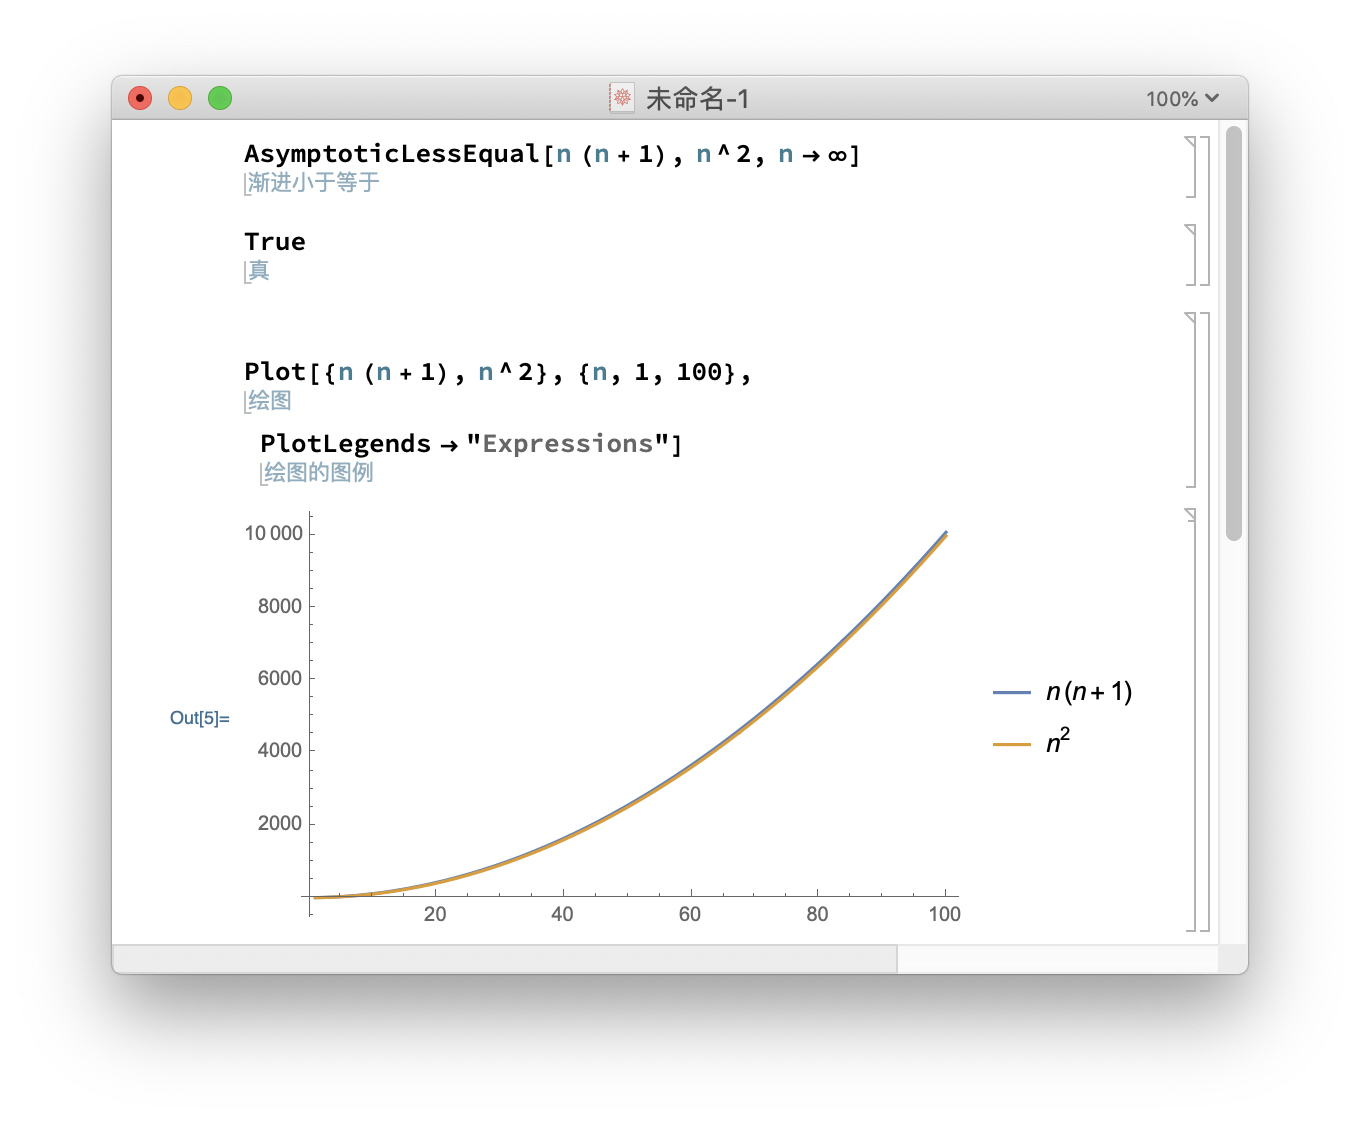 未命名-1
100%
AsymptoticLessEqual[n (n + 1), n^2, n → ∞]
渐进小于等于
True
真
Plot[{n (n + 1), n^2}, {n, 1, 100},
绘图
PlotLegends → "Expressions"]
绘图的图例
10 000
8000
6000
4000
2000
Out[5]=
20 40 60 80 100
n (n + 1)
n²